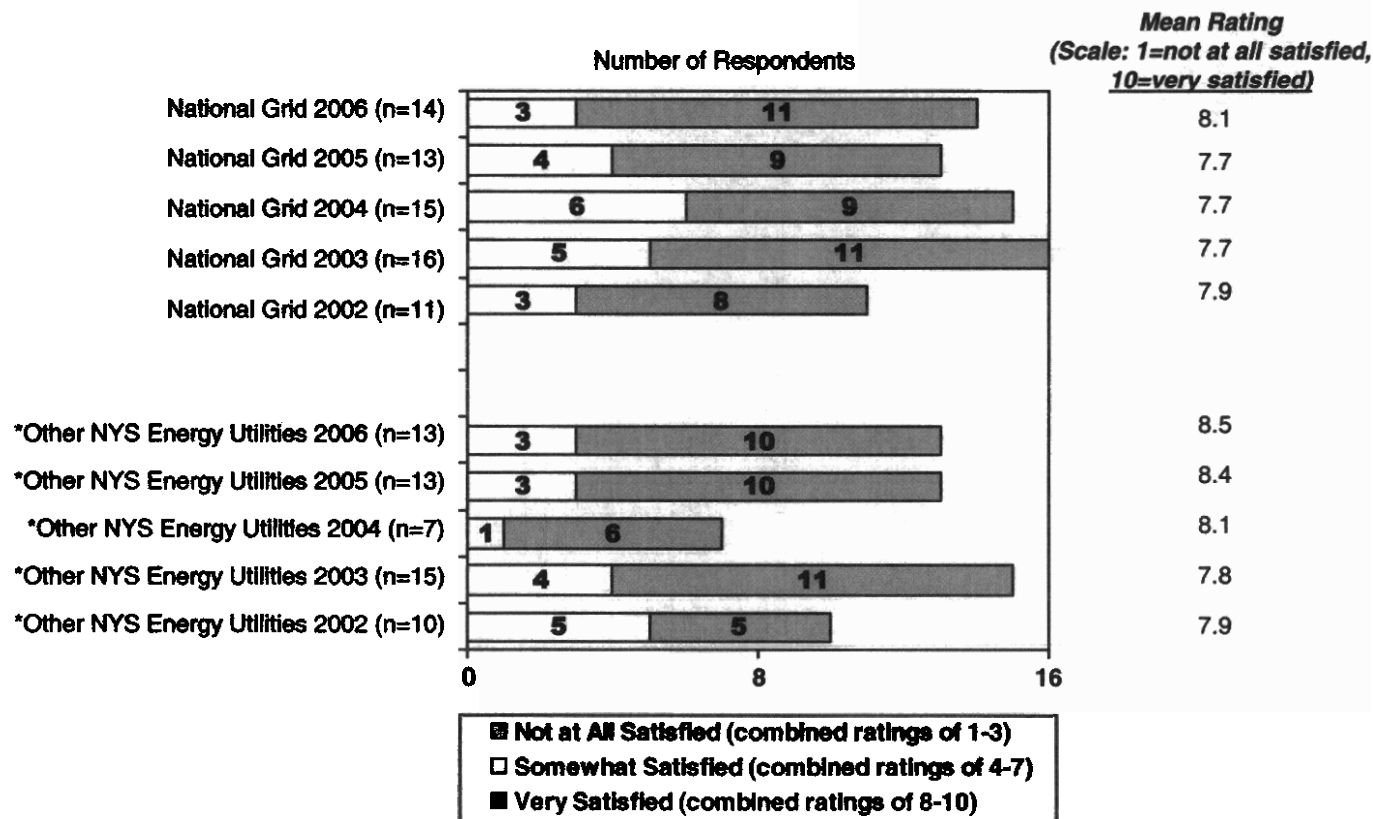 Mean Rating
(Scale: 1=not at all satisfied,
10=very satisfied)
Number of Respondents
National Grid 2006 (n=14) 3 11 8.1
National Grid 2005 (n=13) 4 9 7.7
National Grid 2004 (n=15) 6 9 7.7
National Grid 2003 (n=16) 5 11 7.7
National Grid 2002 (n=11) 3 8 7.9
*Other NYS Energy Utilities 2006 (n=13) 3 10 8.5
*Other NYS Energy Utilities 2005 (n=13) 3 10 8.4
*Other NYS Energy Utilities 2004 (n=7) 1 6 8.1
*Other NYS Energy Utilities 2003 (n=15) 4 11 7.8
*Other NYS Energy Utilities 2002 (n=10) 5 5 7.9
0 8 16
Not at All Satisfied (combined ratings of 1-3)
Somewhat Satisfied (combined ratings of 4-7)
Very Satisfied (combined ratings of 8-10)